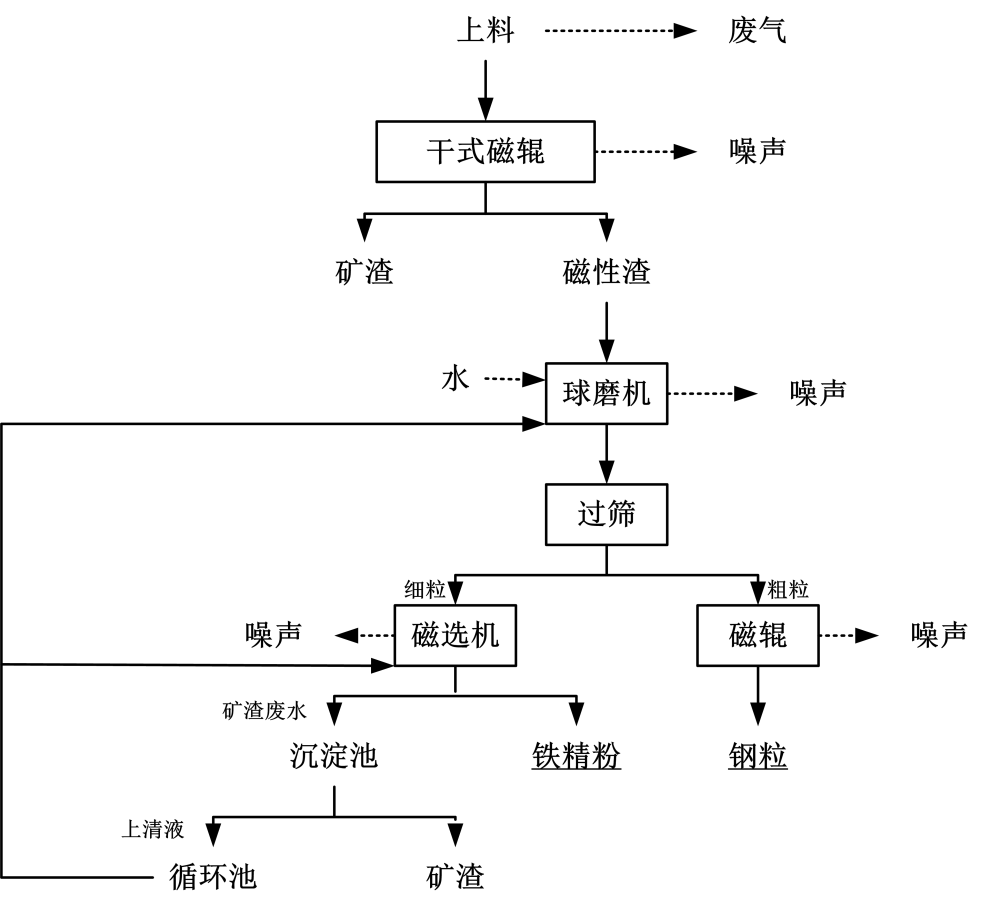 上料
废气
干式磁辊
噪声
矿渣
磁性渣
水
球磨机
噪声
过筛
细粒
粗粒
噪声
磁选机
磁辊
噪声
矿渣废水
沉淀池
铁精粉
钢粒
上清液
循环池
矿渣